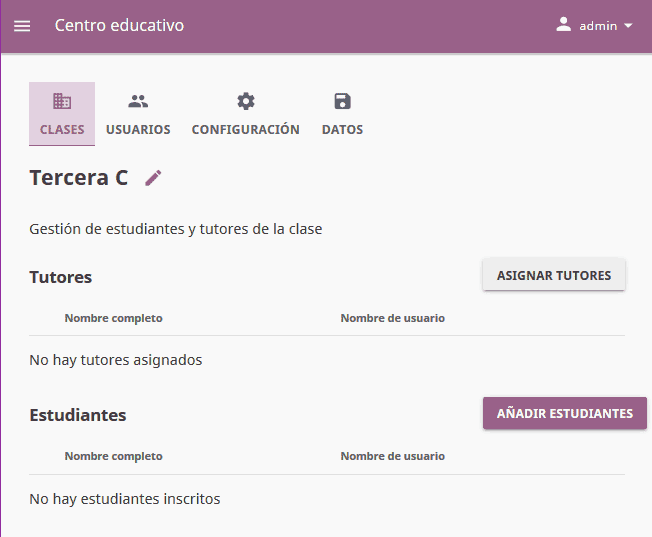 Centro educativo
admin
CLASES USUARIOS CONFIGURACIÓN DATOS
Tercera C
Gestión de estudiantes y tutores de la clase
Tutores ASIGNAR TUTORES
Nombre completo Nombre de usuario
No hay tutores asignados
Estudiantes AÑADIR ESTUDIANTES
Nombre completo Nombre de usuario
No hay estudiantes inscritos